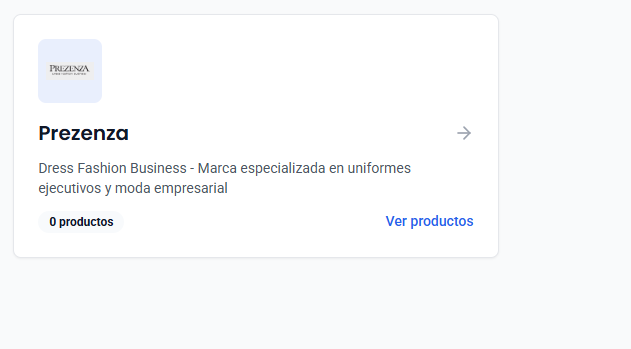 PREZENZA
Prezenza
Dress Fashion Business - Marca especializada en uniformes
ejecutivos y moda empresarial
0 productos
Ver productos